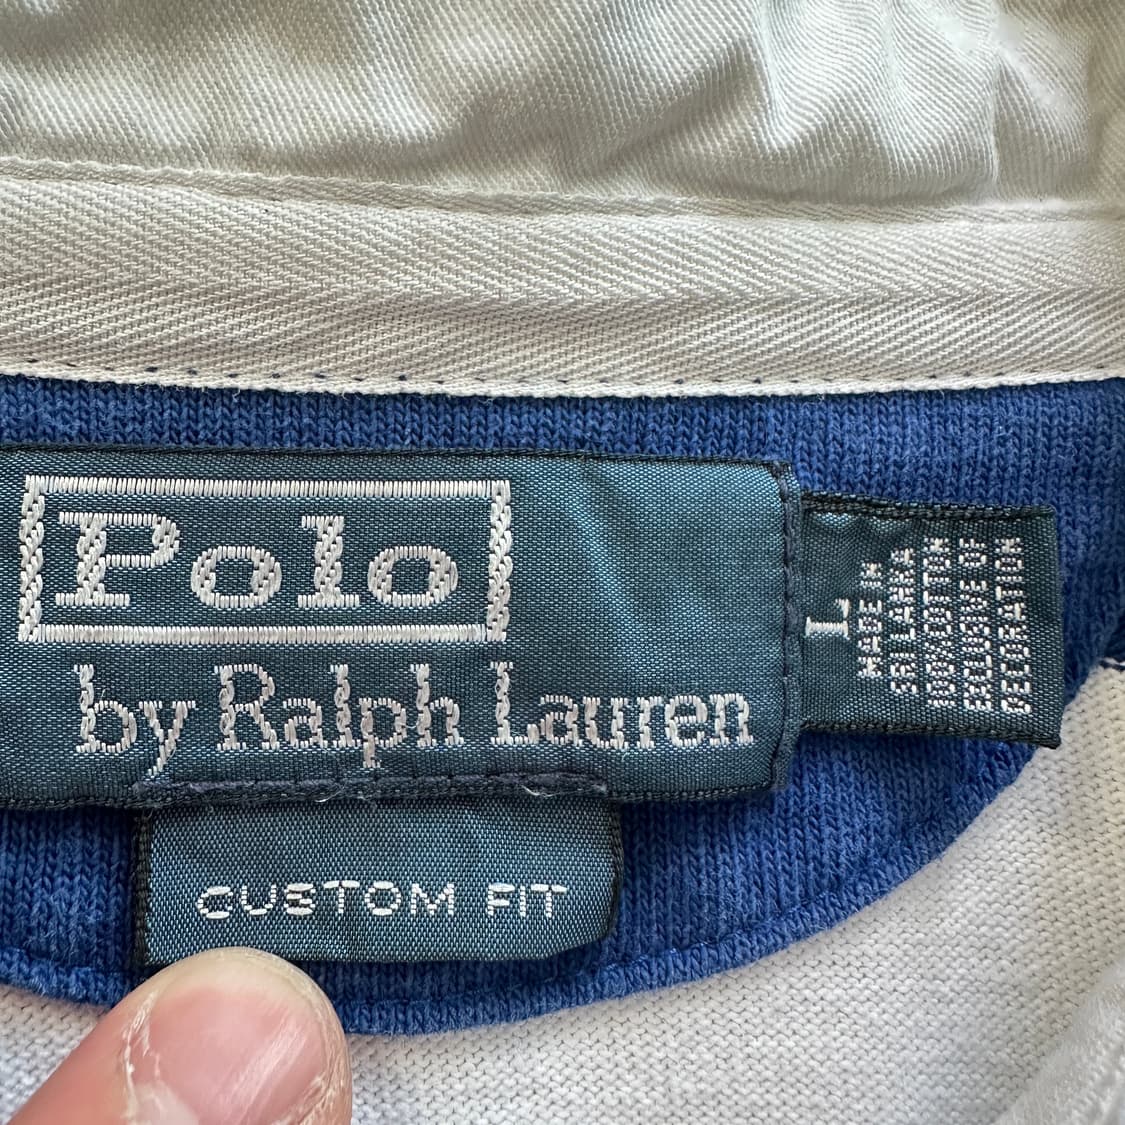 Polo
by Ralph Lauren
CUSTOM FIT
L
MADE IN
SRI LANKA
100% COTTON
EXCLUSIVE OF
DECORATION